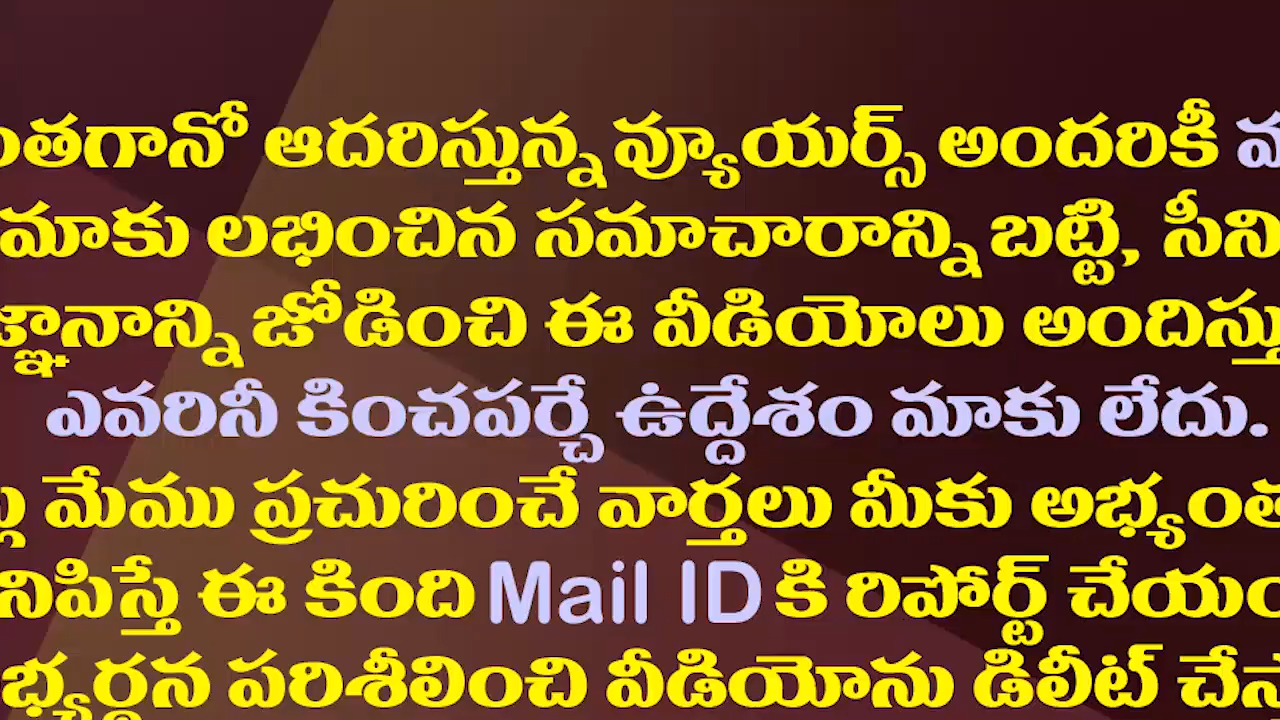 ంతగానో ఆదరిస్తున్న వ్యూయర్స్ అందరికీ
మాకు లభించిన సమాచారాన్ని బట్టి, సీని
జ్ఞానాన్ని జోడించి ఈ వీడియోలు అందిస్తు
ఎవరినీ కించపర్చే ఉద్దేశం మాకు లేదు.
మేము ప్రచురించే వార్తలు మీకు అభ్యంత
నిపిస్తే ఈ కింది Mail ID కి రిపోర్ట్ చేయం
భ్యర్థన పరిశీలించి వీడియోను డిలీట్ చేస